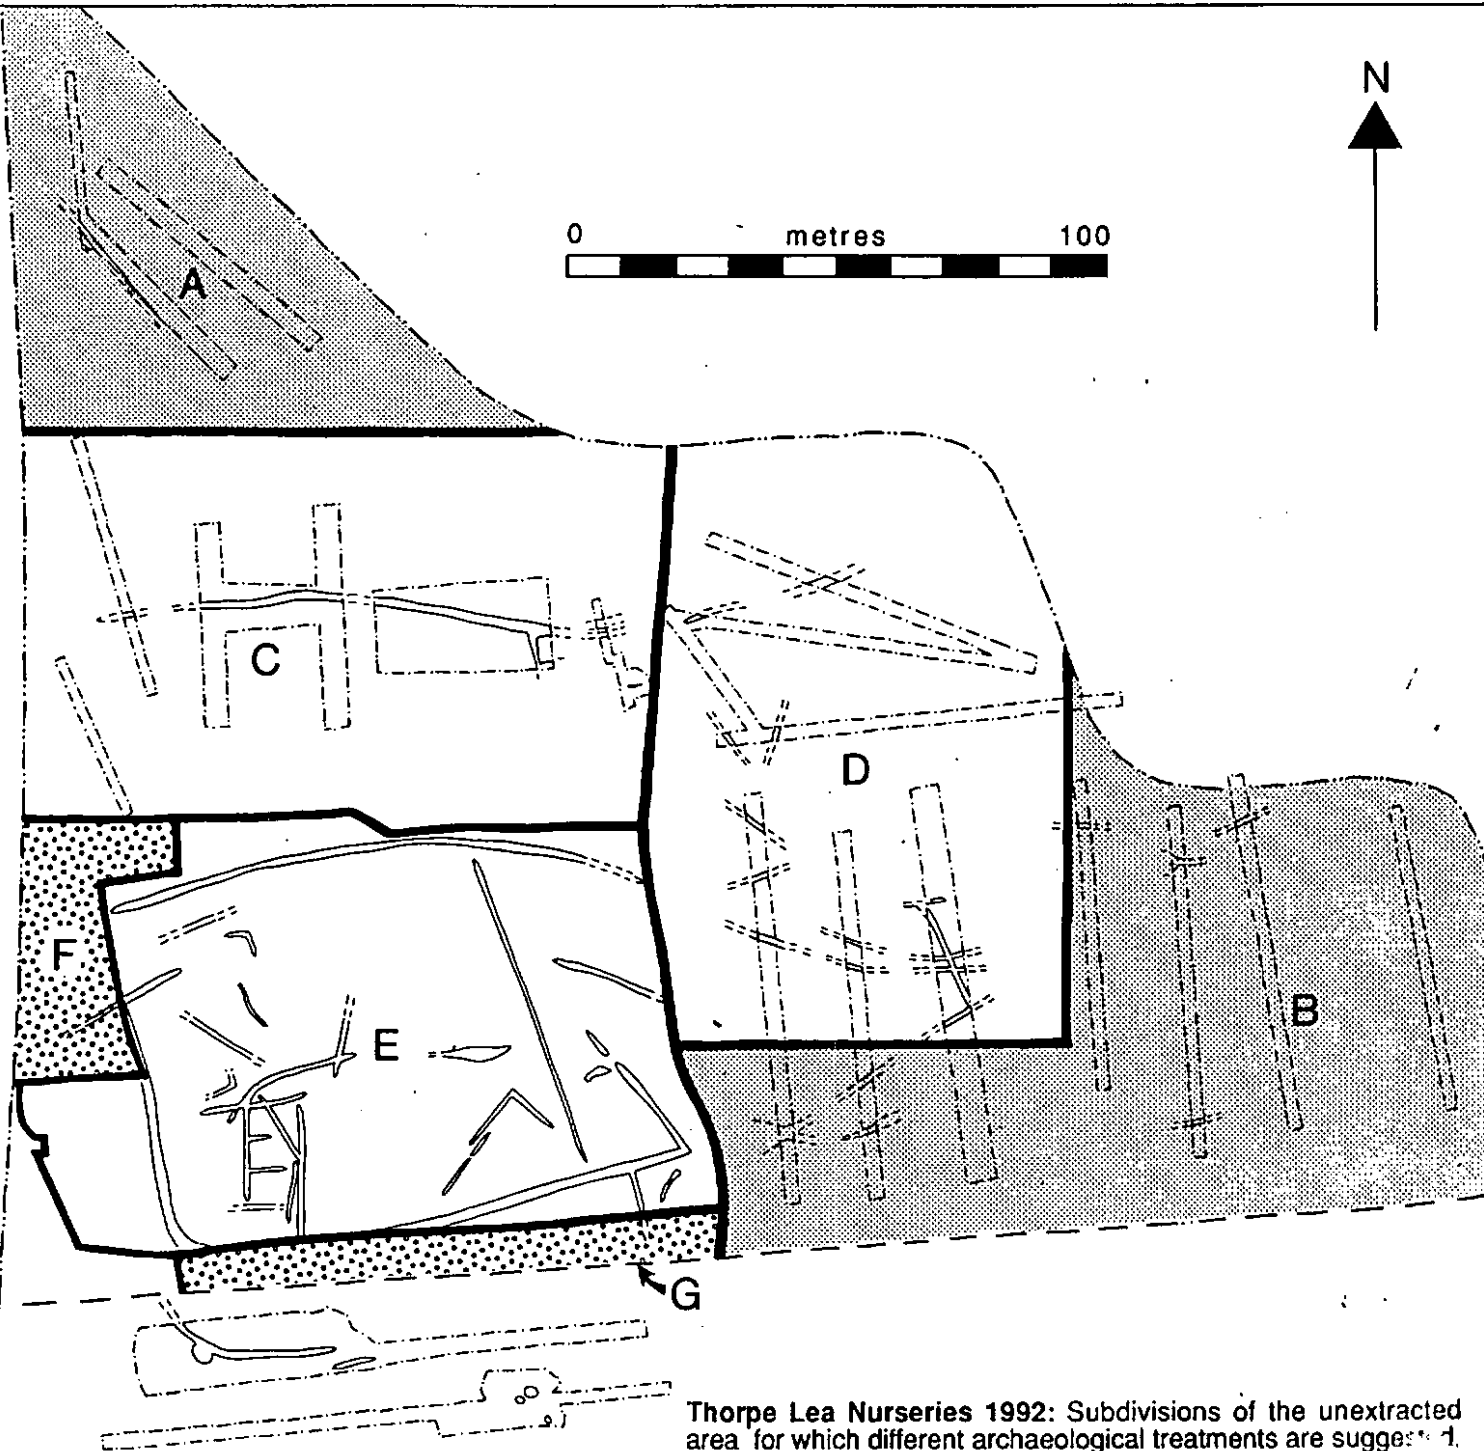 N
0 metres 100
A
C
D
F
E
B
G
Thorpe Lea Nurseries 1992: Subdivisions of the unextracted
area for which different archaeological treatments are